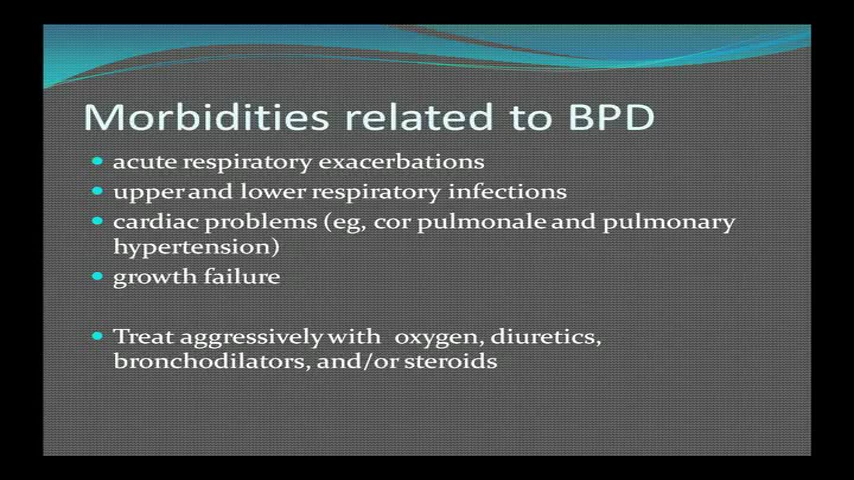 Morbidities related to BPD
acute respiratory exacerbations
upper and lower respiratory infections
cardiac problems (eg, cor pulmonale and pulmonary
hypertension)
growth failure
Treat aggressively with oxygen, diuretics,
bronchodilators, and/or steroids